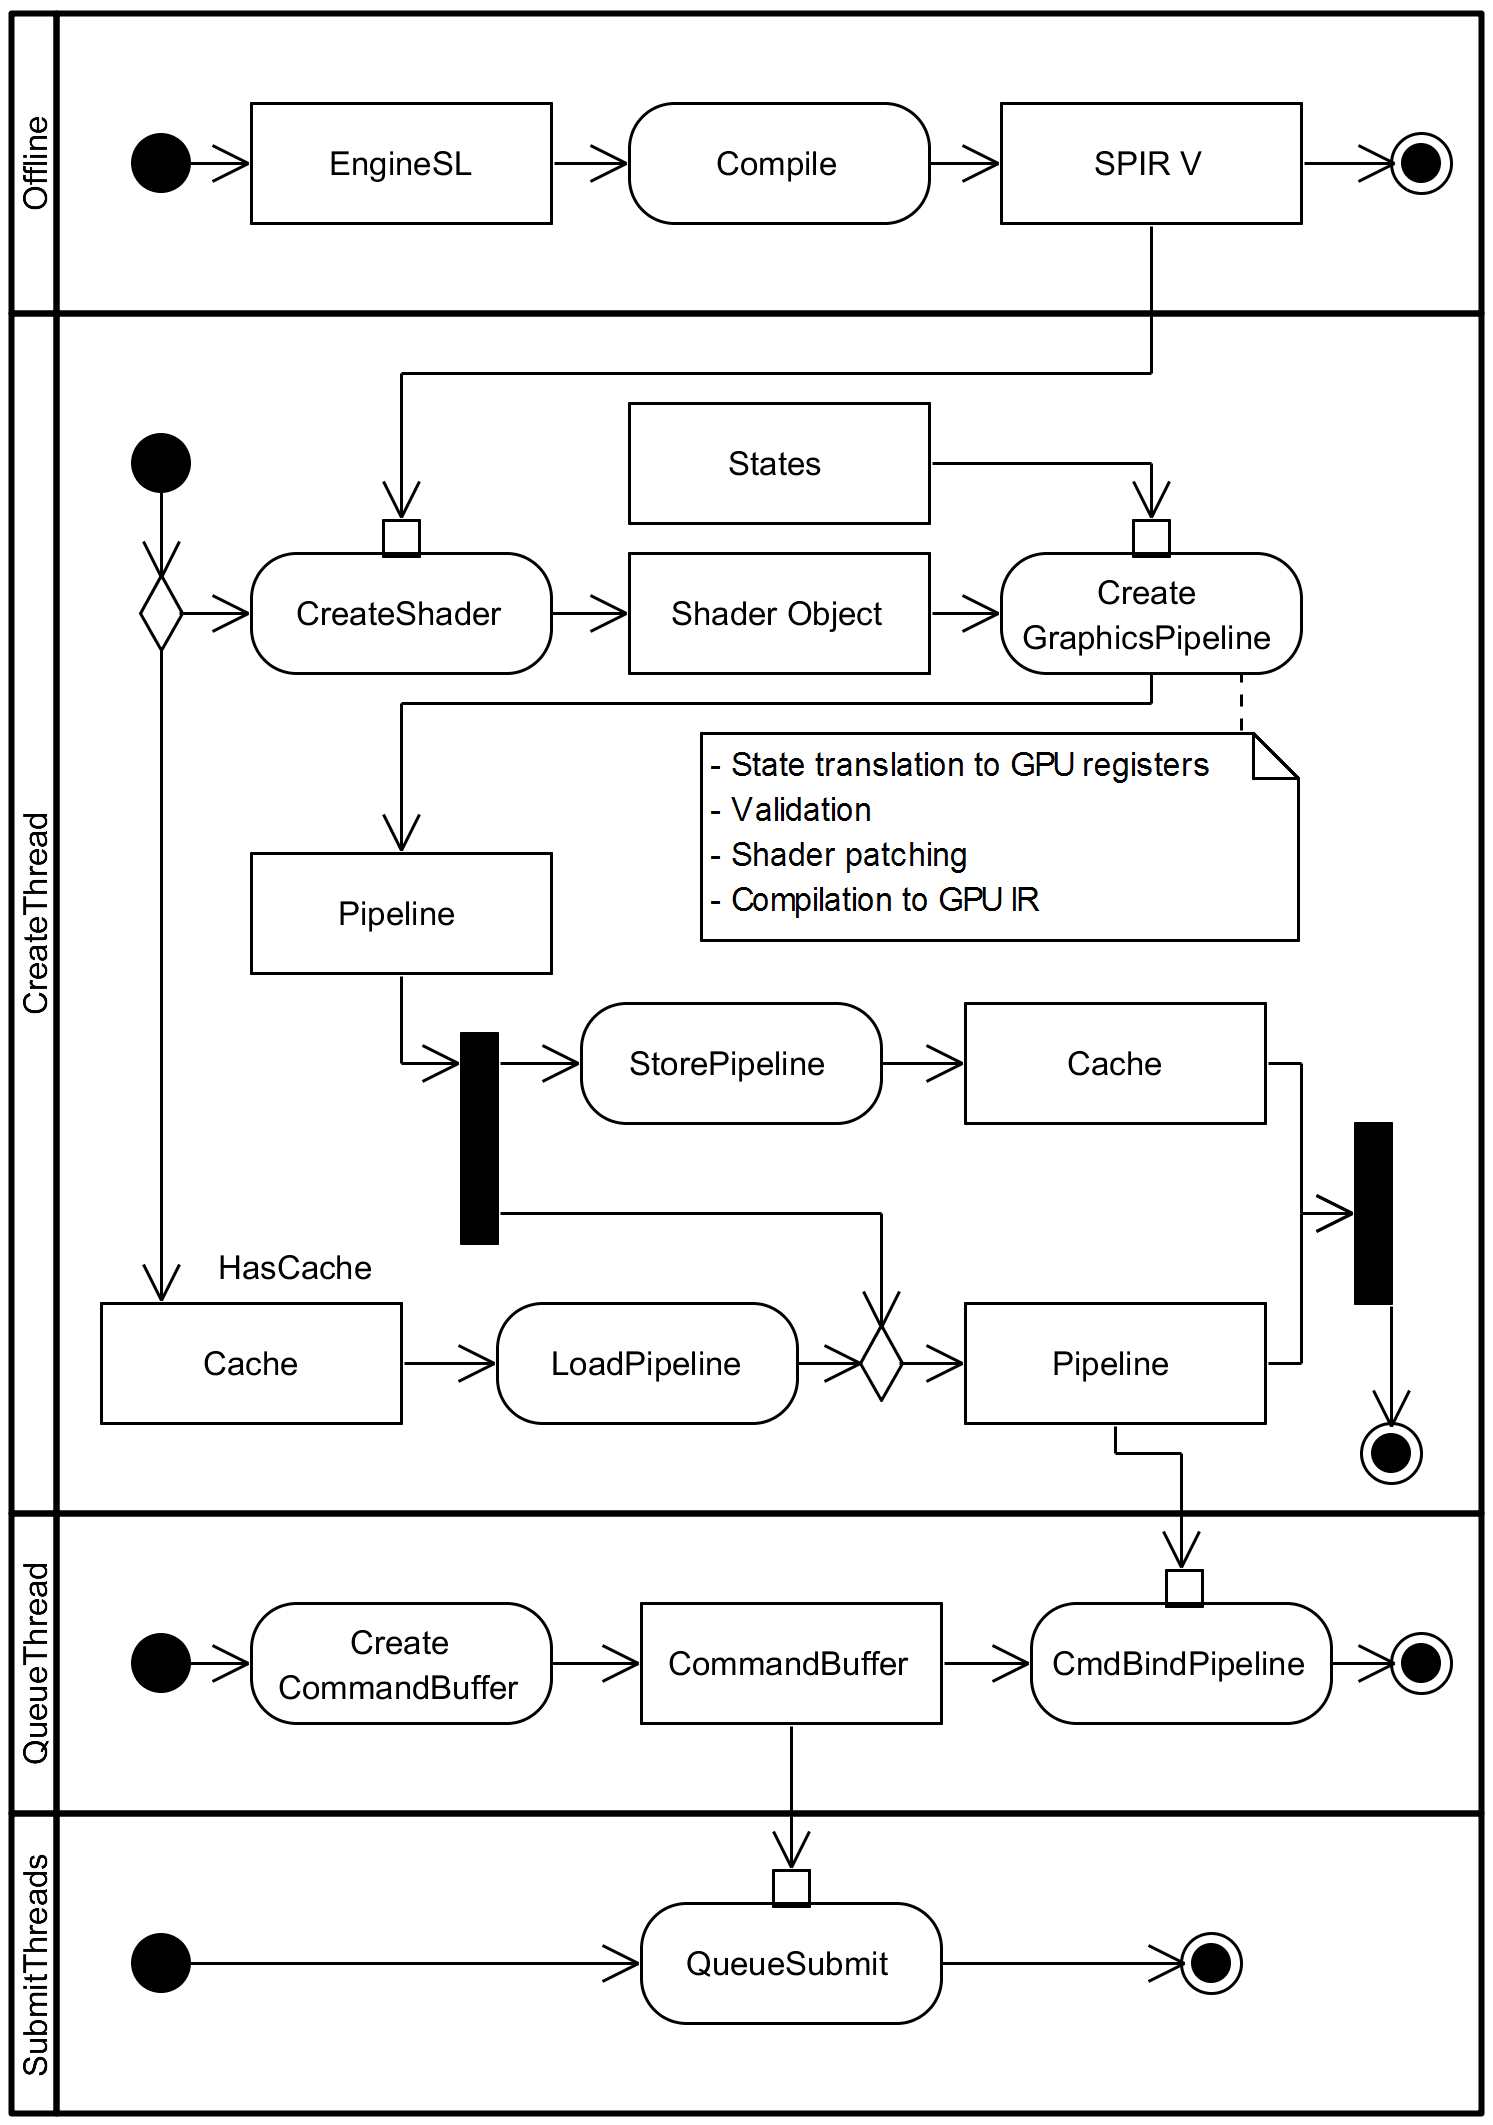 Offline
EngineSL
Compile
SPIR V
CreateThread
States
CreateShader
Shader Object
Create
GraphicsPipeline
- State translation to GPU registers
- Validation
- Shader patching
- Compilation to GPU IR
Pipeline
StorePipeline
Cache
HasCache
Cache
LoadPipeline
Pipeline
QueueThread
Create
CommandBuffer
CommandBuffer
CmdBindPipeline
SubmitThreads
QueueSubmit